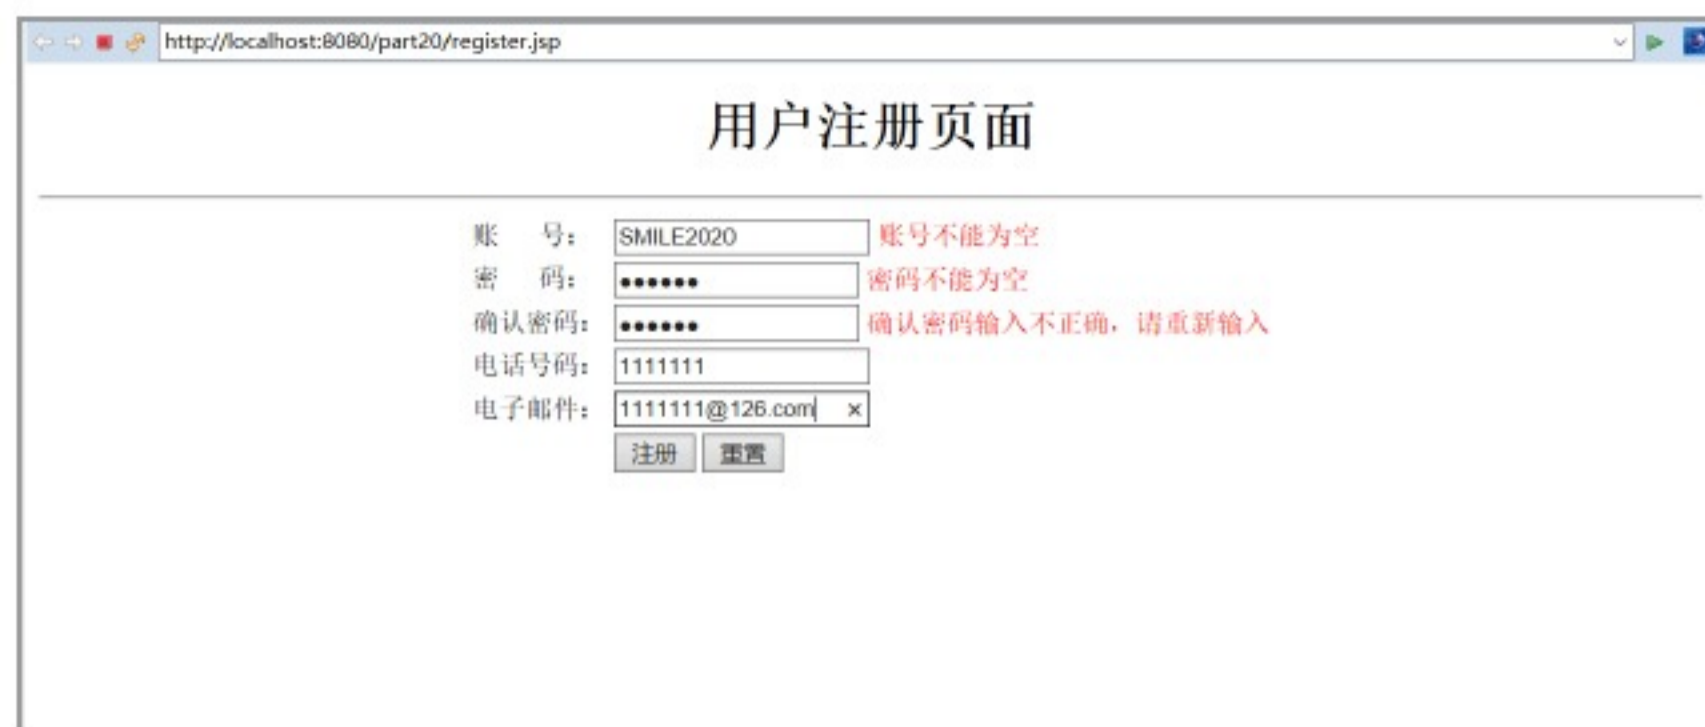 http://localhost:8080/part20/register.jsp
用户注册页面
账 号： SMILE2020 账号不能为空
密 码： ●●●●●● 密码不能为空
确认密码： ●●●●●● 确认密码输入不正确，请重新输入
电话号码： 1111111
电子邮件： 1111111@126.com ×
注册 重置